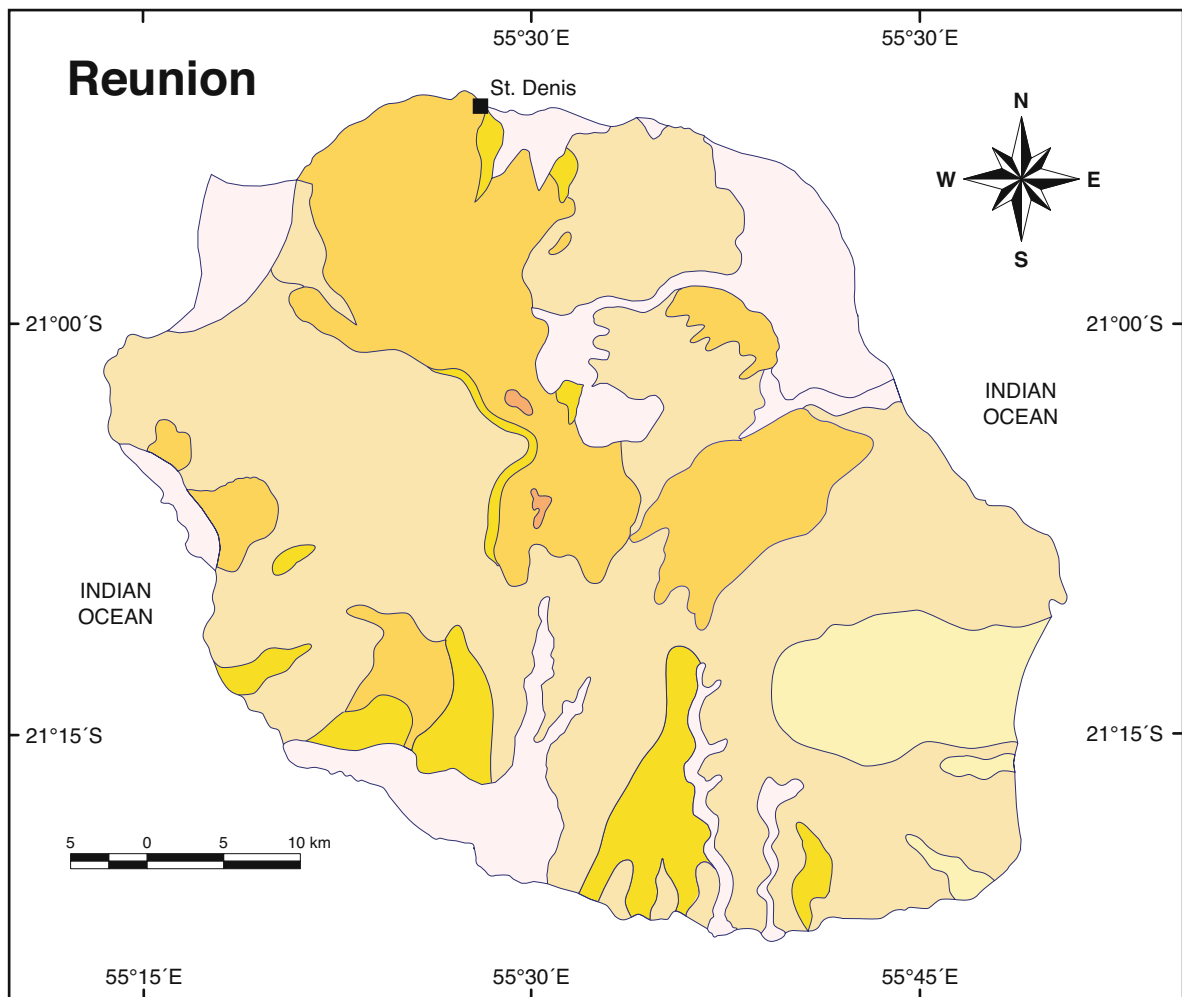 55°30´E
55°30´E
Reunion
St. Denis
N
W
E
S
21°00´S
21°00´S
INDIAN
OCEAN
INDIAN
OCEAN
21°15´S
21°15´S
5 0 5 10 km
55°15´E
55°30´E
55°45´E